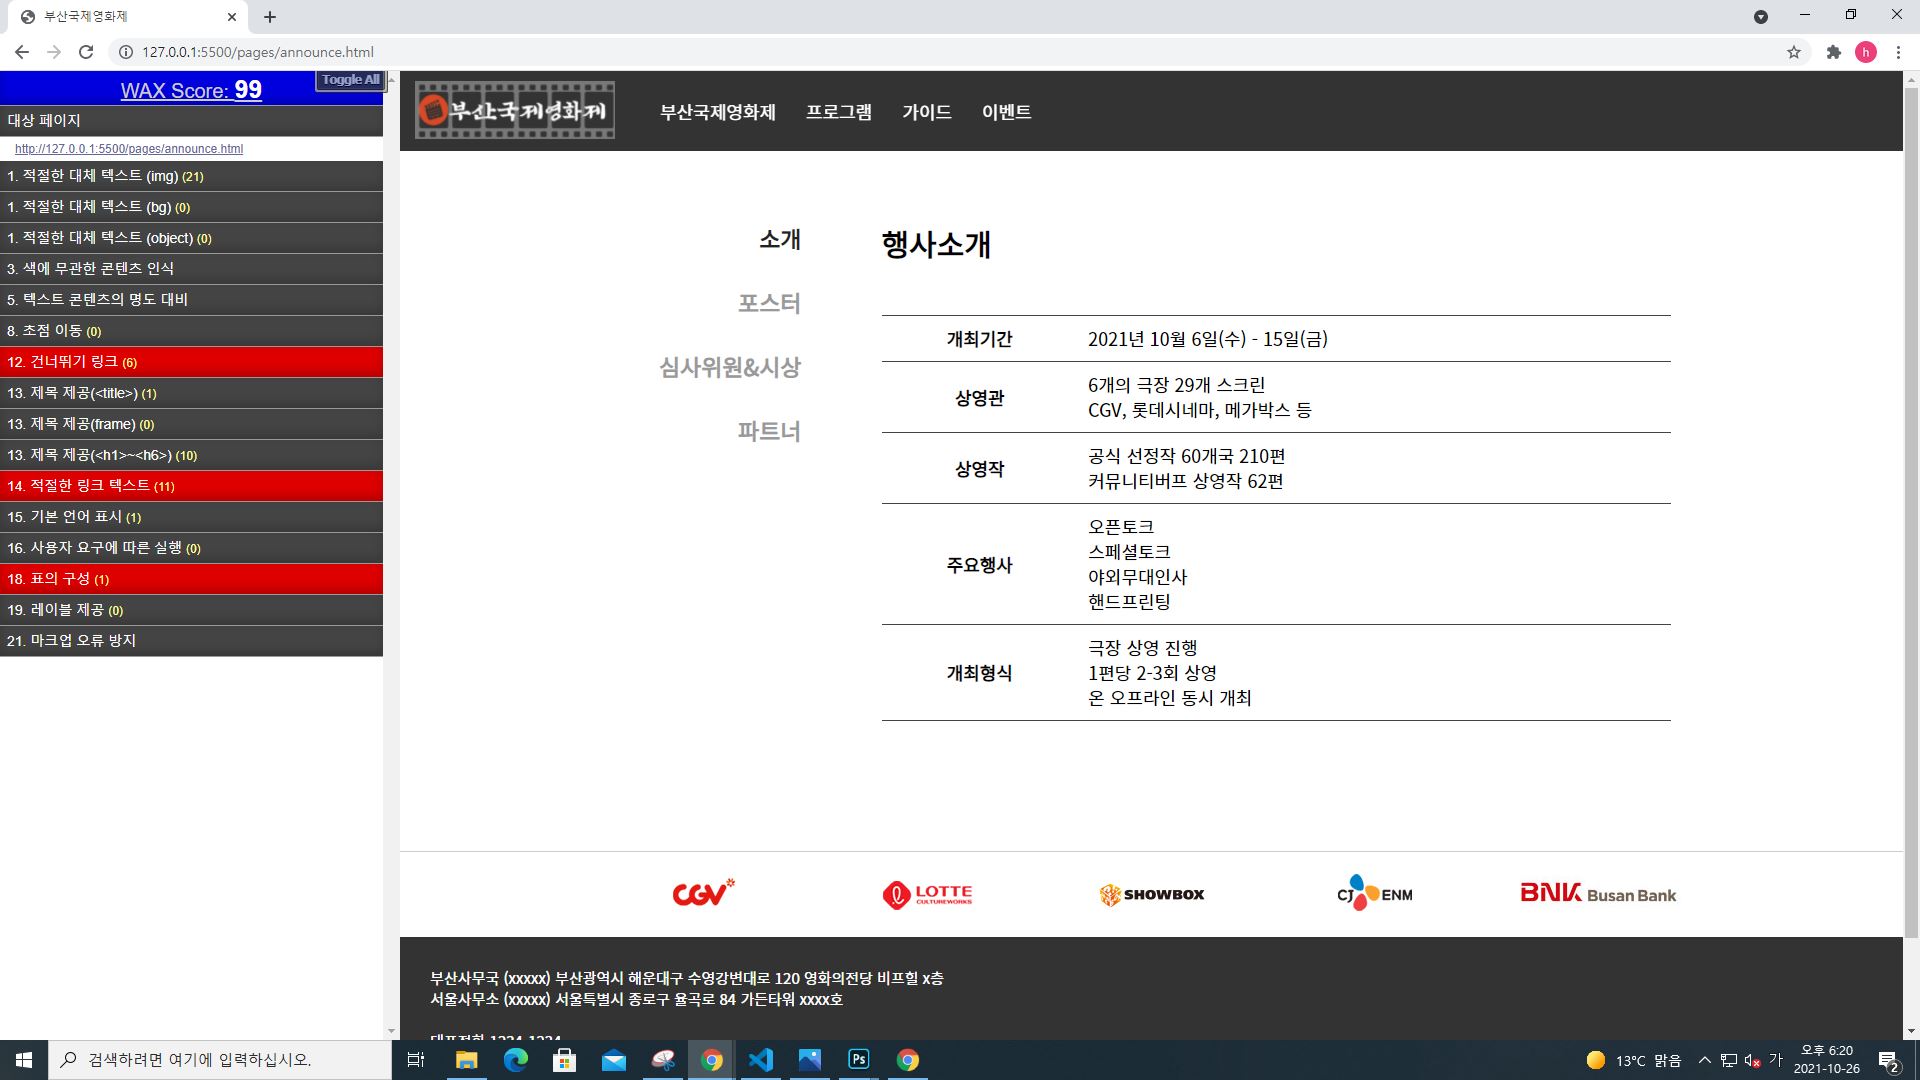 부산국제영화제
127.0.0.1:5500/pages/announce.html
h
WAX Score: 99
Toggle All
대상 페이지
http://127.0.0.1:5500/pages/announce.html
1. 적절한 대체 텍스트 (img) (21)
1. 적절한 대체 텍스트 (bg) (0)
1. 적절한 대체 텍스트 (object) (0)
3. 색에 무관한 콘텐츠 인식
5. 텍스트 콘텐츠의 명도 대비
8. 초점 이동 (0)
12. 건너뛰기 링크 (6)
13. 제목 제공(<title>) (1)
13. 제목 제공(frame) (0)
13. 제목 제공(<h1>~<h6>) (10)
14. 적절한 링크 텍스트 (11)
15. 기본 언어 표시 (1)
16. 사용자 요구에 따른 실행 (0)
18. 표의 구성 (1)
19. 레이블 제공 (0)
21. 마크업 오류 방지
부산국제영화제
부산국제영화제 프로그램 가이드 이벤트
소개
포스터
심사위원&시상
파트너
행사소개
개최기간 2021년 10월 6일(수) - 15일(금)
상영관 6개의 극장 29개 스크린
CGV, 롯데시네마, 메가박스 등
상영작 공식 선정작 60개국 210편
커뮤니티버프 상영작 62편
주요행사 오픈토크
스페셜토크
야외무대인사
핸드프린팅
개최형식 극장 상영 진행
1편당 2-3회 상영
온 오프라인 동시 개최
CGV
LOTTE
CULTUREWORKS
SHOWBOX
CJ ENM
BNK Busan Bank
부산사무국 (xxxxx) 부산광역시 해운대구 수영강변대로 120 영화의전당 비프힐 x층
서울사무소 (xxxxx) 서울특별시 종로구 율곡로 84 가든타워 xxxx호
대표전화 1234-1234
검색하려면 여기에 입력하십시오.
Ps
13°C 맑음
가
오후 6:20
2021-10-26
2